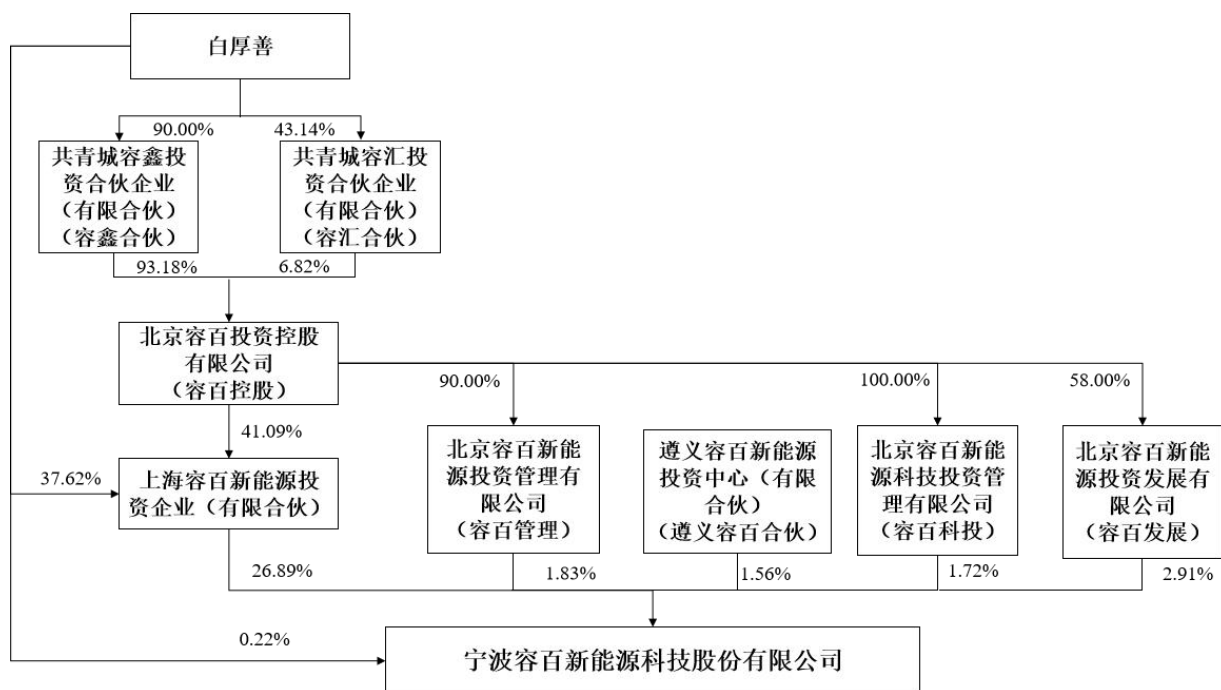 白厚善
90.00%
43.14%
共青城容鑫投
资合伙企业
（有限合伙）
（容鑫合伙）
共青城容汇投
资合伙企业
（有限合伙）
（容汇合伙）
93.18%
6.82%
北京容百投资控股
有限公司
（容百控股）
90.00%
100.00%
58.00%
41.09%
37.62%
上海容百新能源投
资企业（有限合伙）
北京容百新能
源投资管理有
限公司
（容百管理）
遵义容百新能源
投资中心（有限
合伙）
（遵义容百合伙）
北京容百新能
源科技投资管
理有限公司
（容百科投）
北京容百新能
源投资发展有
限公司
（容百发展）
26.89%
1.83%
1.56%
1.72%
2.91%
0.22%
宁波容百新能源科技股份有限公司